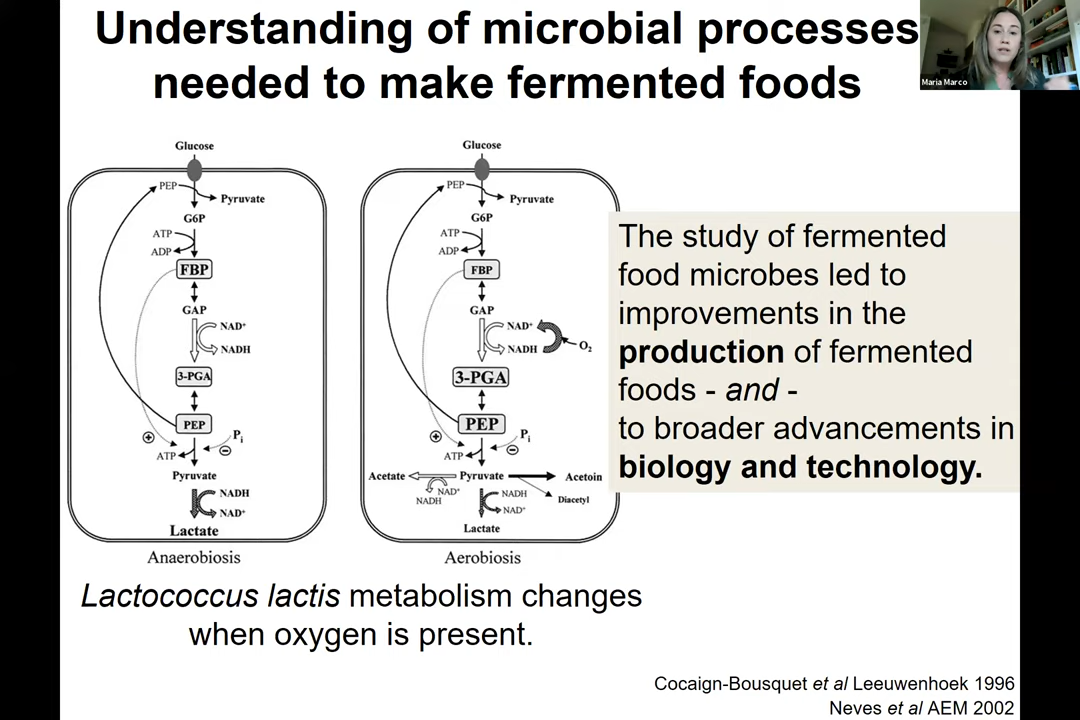 Understanding of microbial processes
needed to make fermented foods
Maria Marco
Glucose
PEP
Pyruvate
G6P
ATP
ADP
FBP
GAP
NAD+
NADH
3-PGA
PEP
+
Pi
-
ATP
Pyruvate
NADH
NAD+
Lactate
Anaerobiosis
Glucose
PEP
Pyruvate
G6P
ATP
ADP
FBP
GAP
NAD+
NADH
O2
3-PGA
PEP
+
Pi
-
ATP
Acetate
Pyruvate
Acetoin
NAD+
NADH
NADH
NAD+
Diacetyl
Lactate
Aerobiosis
The study of fermented
food microbes led to
improvements in the
production of fermented
foods - and -
to broader advancements in
biology and technology.
Lactococcus lactis metabolism changes
when oxygen is present.
Cocaign-Bousquet et al Leeuwenhoek 1996
Neves et al AEM 2002